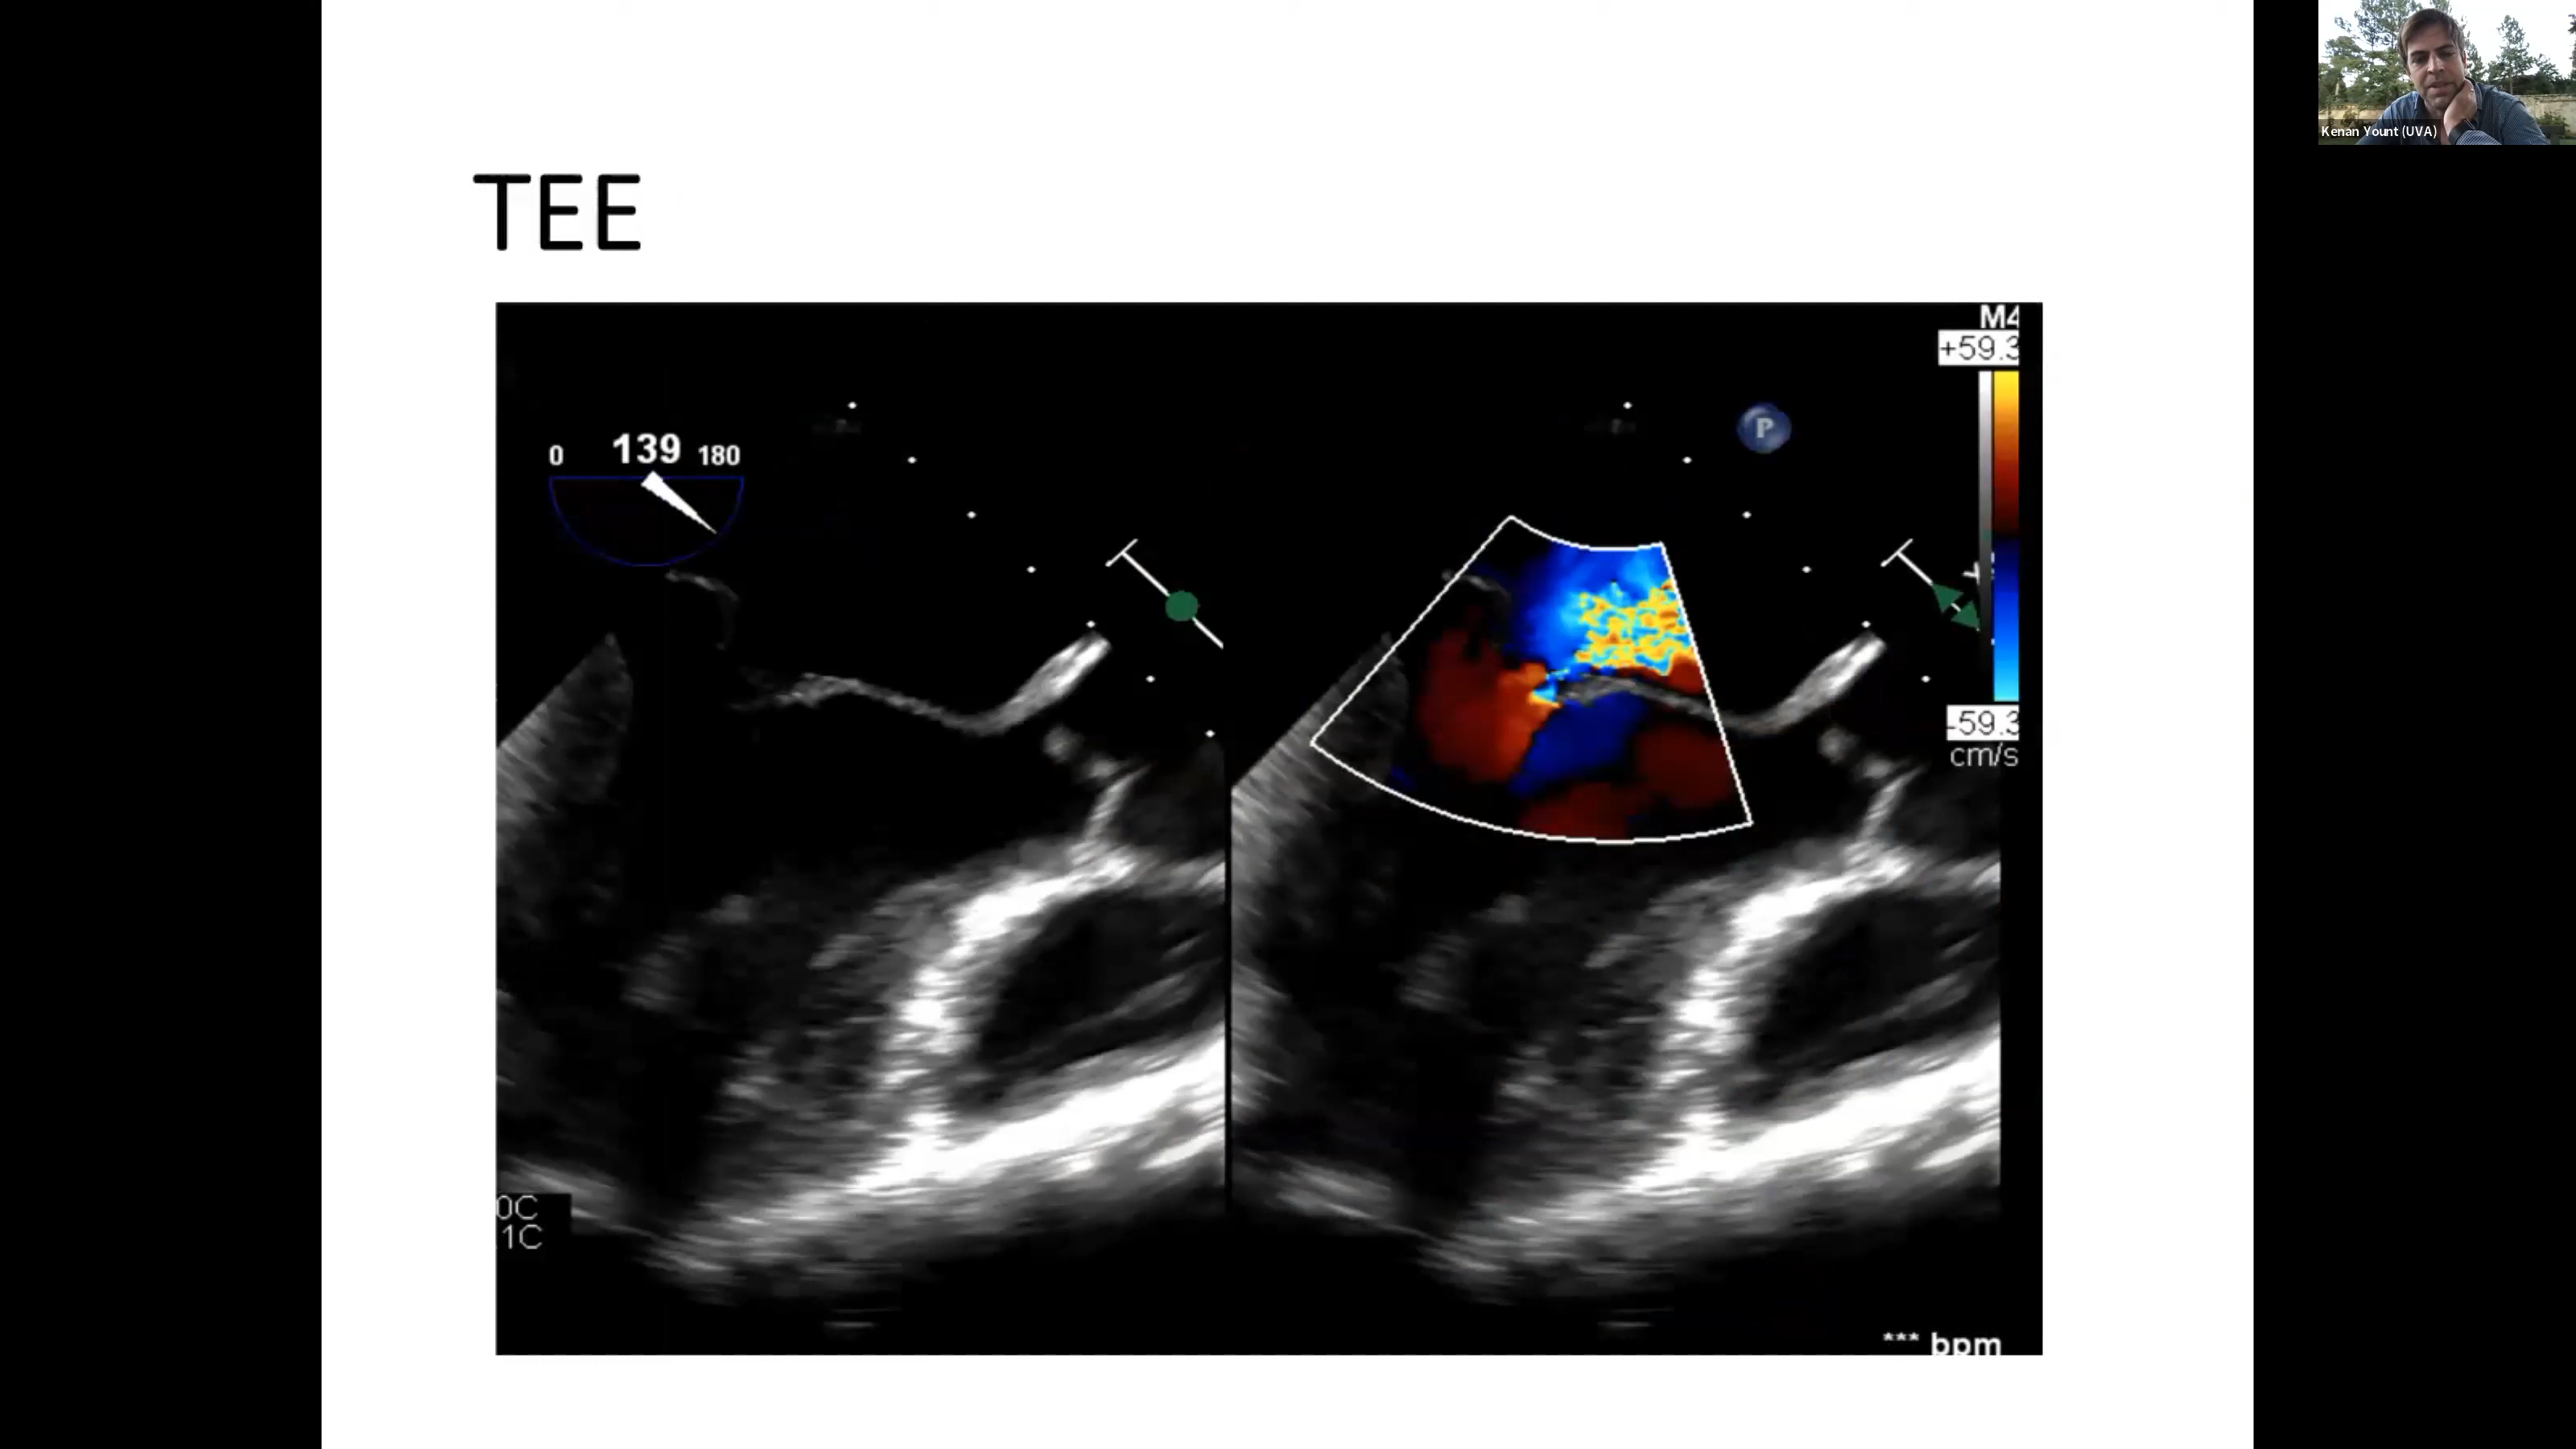 Kenan Yount (UVA)
TEE
M4
+59.3
0 139 180
P
-59.3
cm/s
0C
1C
*** bpm